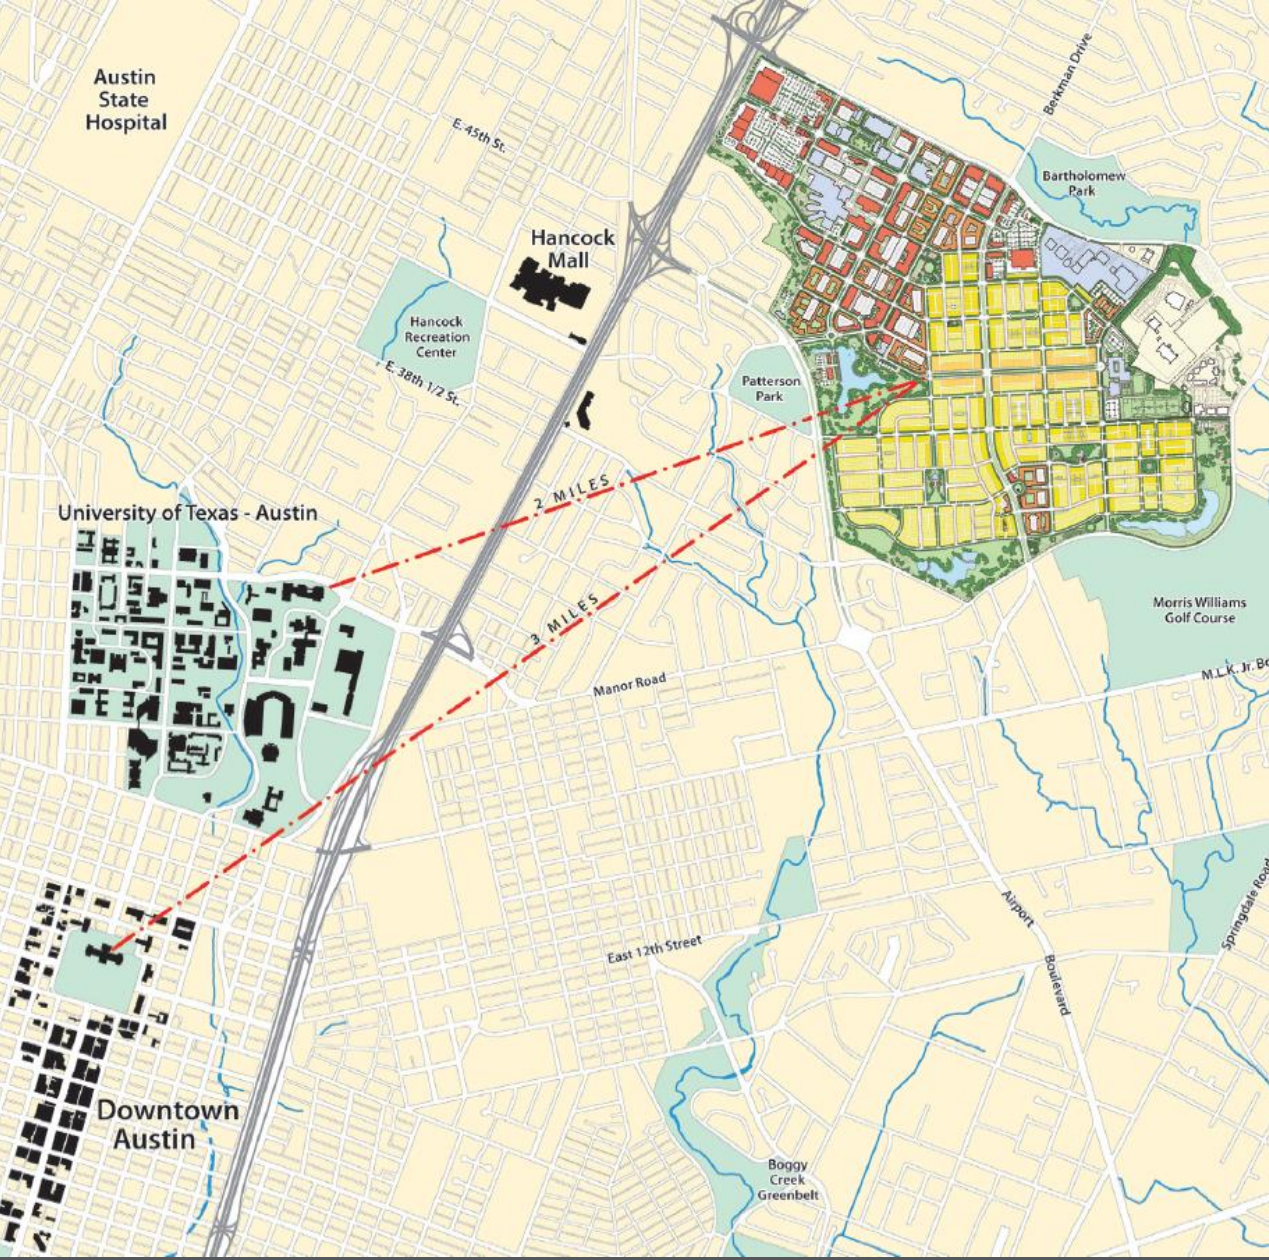 Austin
State
Hospital
E. 45th St.
Berkman Drive
Bartholomew
Park
Hancock
Mall
Hancock
Recreation
Center
E. 38th 1/2 St.
Patterson
Park
2 MILES
University of Texas - Austin
3 MILES
Morris Williams
Golf Course
Manor Road
M.L.K. Jr. Bo
Airport
Boulevard
Springdale Road
East 12th Street
Downtown
Austin
Boggy
Creek
Greenbelt